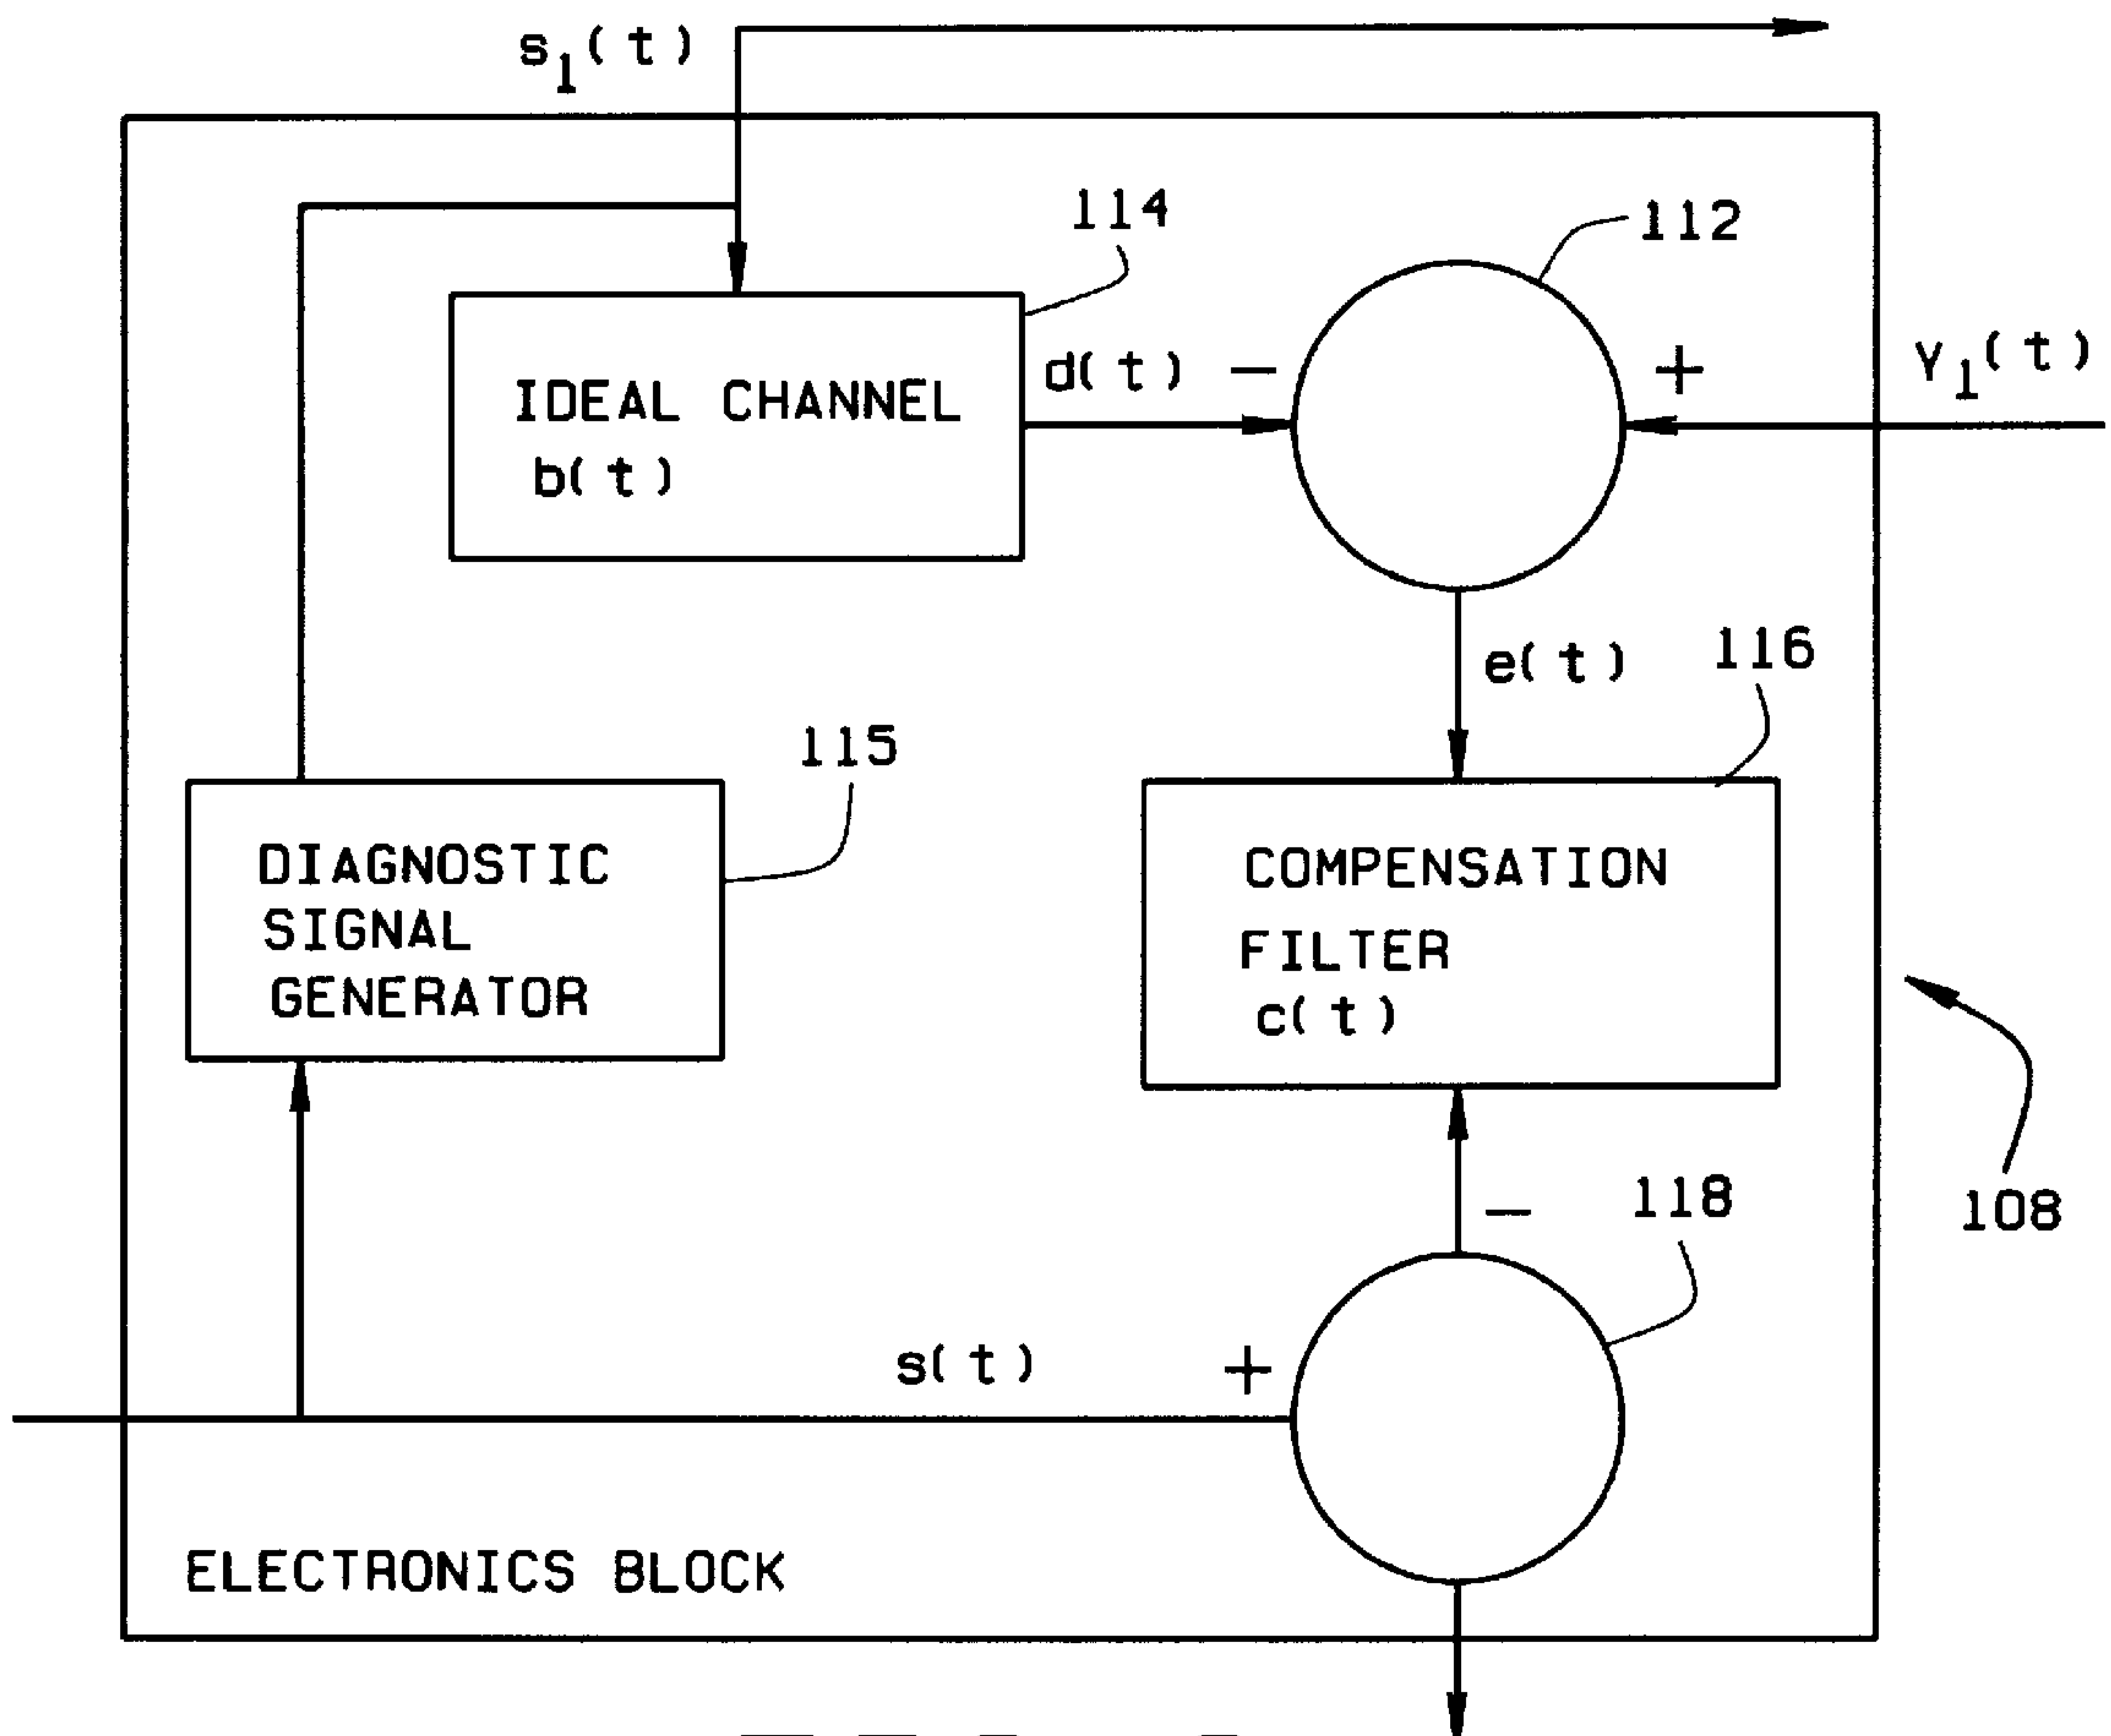 s1(t)
114
112
IDEAL CHANNEL
b(t)
d(t) −
+
Y1(t)
e(t)
116
115
DIAGNOSTIC
SIGNAL
GENERATOR
COMPENSATION
FILTER
c(t)
−
118
108
s(t)
+
ELECTRONICS BLOCK